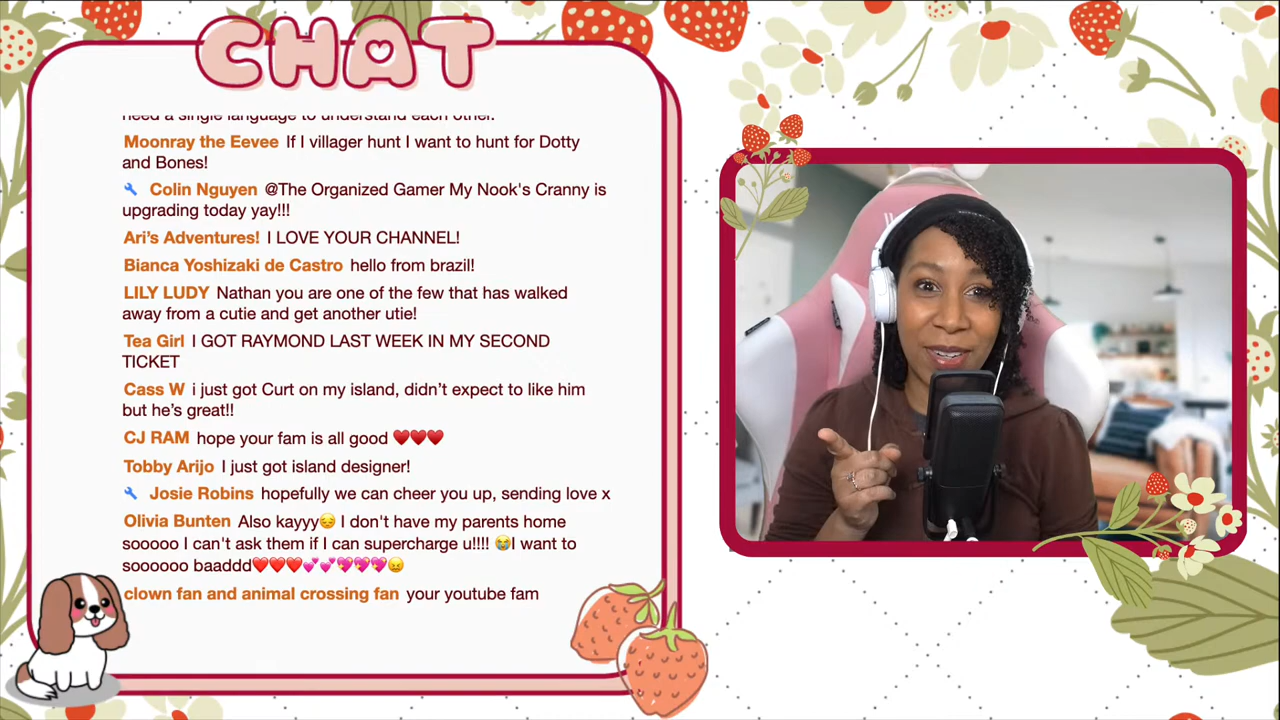 CHAT
need a single language to understand each other.
Moonray the Eevee If I villager hunt I want to hunt for Dotty
and Bones!
Colin Nguyen @The Organized Gamer My Nook's Cranny is
upgrading today yay!!!
Ari’s Adventures! I LOVE YOUR CHANNEL!
Bianca Yoshizaki de Castro hello from brazil!
LILY LUDY Nathan you are one of the few that has walked
away from a cutie and get another utie!
Tea Girl I GOT RAYMOND LAST WEEK IN MY SECOND
TICKET
Cass W i just got Curt on my island, didn’t expect to like him
but he’s great!!
CJ RAM hope your fam is all good ❤️❤️❤️
Tobby Arijo I just got island designer!
Josie Robins hopefully we can cheer you up, sending love x
Olivia Bunten Also kayyy😔 I don't have my parents home
sooooo I can't ask them if I can supercharge u!!!! 😭I want to
soooooo baaddd❤️❤️❤️💕💕💖💖💖😖
clown fan and animal crossing fan your youtube fam